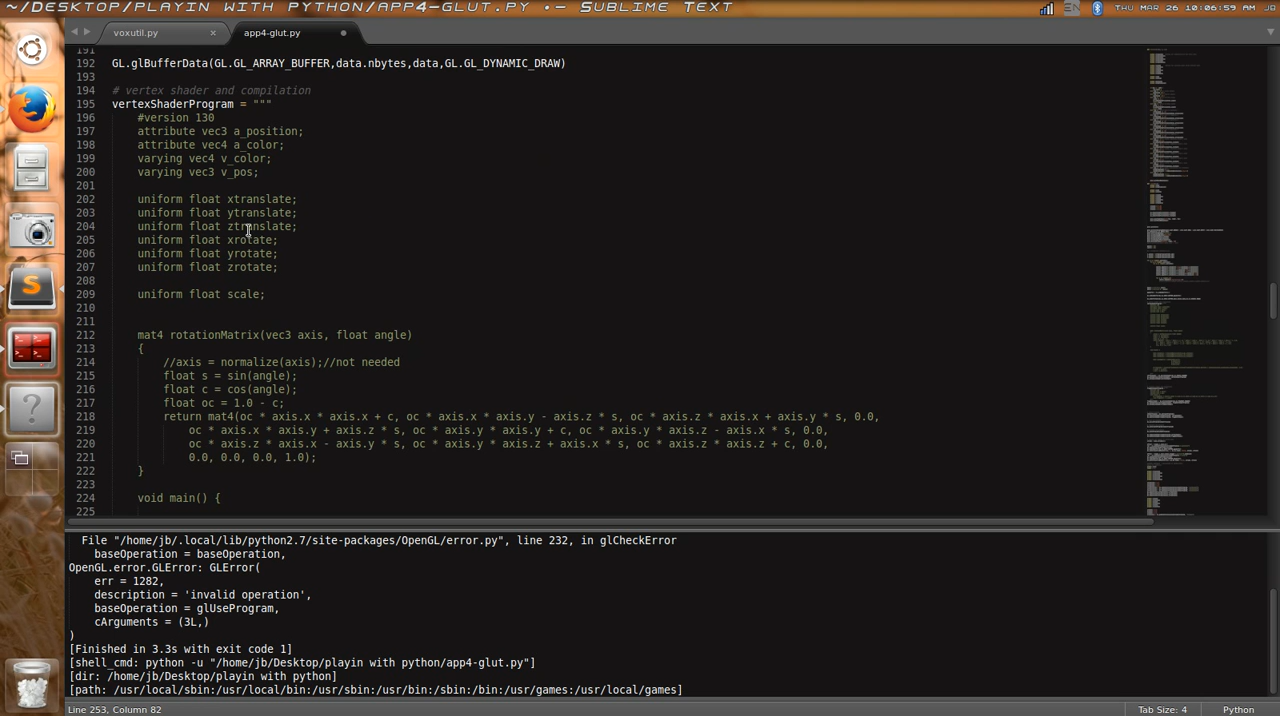 ~/Desktop/playin with python/app4-glut.py •- Sublime Text
EN
Thu Mar 26 10:06:59 AM JB
voxutil.py ×
app4-glut.py
191
192 GL.glBufferData(GL.GL_ARRAY_BUFFER,data.nbytes,data,GL.GL_DYNAMIC_DRAW)
193
194 # vertex shader and compilation
195 vertexShaderProgram = """
196 #version 130
197 attribute vec3 a_position;
198 attribute vec4 a_color;
199 varying vec4 v_color;
200 varying vec3 v_pos;
201
202 uniform float xtranslate;
203 uniform float ytranslate;
204 uniform float ztranslate;
205 uniform float xrotate;
206 uniform float yrotate;
207 uniform float zrotate;
208
209 uniform float scale;
210
211
212 mat4 rotationMatrix(vec3 axis, float angle)
213 {
214 //axis = normalize(axis);//not needed
215 float s = sin(angle);
216 float c = cos(angle);
217 float oc = 1.0 - c;
218 return mat4(oc * axis.x * axis.x + c, oc * axis.x * axis.y - axis.z * s, oc * axis.z * axis.x + axis.y * s, 0.0,
219 oc * axis.x * axis.y + axis.z * s, oc * axis.y * axis.y + c, oc * axis.y * axis.z - axis.x * s, 0.0,
220 oc * axis.z * axis.x - axis.y * s, oc * axis.y * axis.z + axis.x * s, oc * axis.z * axis.z + c, 0.0,
221 0.0, 0.0, 0.0, 1.0);
222 }
223
224 void main() {
225
File "/home/jb/.local/lib/python2.7/site-packages/OpenGL/error.py", line 232, in glCheckError
baseOperation = baseOperation,
OpenGL.error.GLError: GLError(
err = 1282,
description = 'invalid operation',
baseOperation = glUseProgram,
cArguments = (3L,)
)
[Finished in 3.3s with exit code 1]
[shell_cmd: python -u "/home/jb/Desktop/playin with python/app4-glut.py"]
[dir: /home/jb/Desktop/playin with python]
[path: /usr/local/sbin:/usr/local/bin:/usr/sbin:/usr/bin:/sbin:/bin:/usr/games:/usr/local/games]
Line 253, Column 82
Tab Size: 4
Python